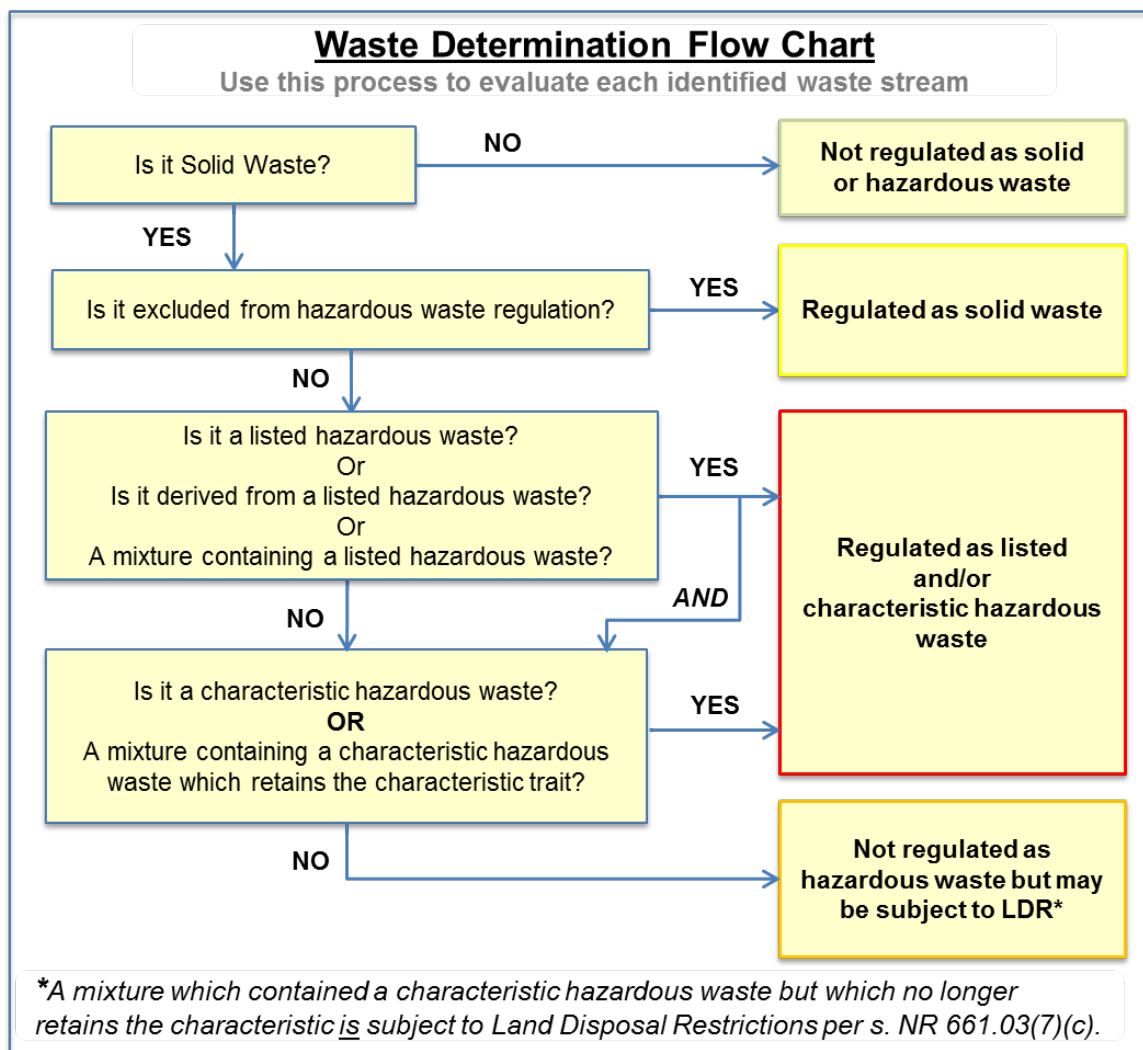 Waste Determination Flow Chart
Use this process to evaluate each identified waste stream
Is it Solid Waste?
NO
Not regulated as solid
or hazardous waste
YES
Is it excluded from hazardous waste regulation?
YES
Regulated as solid waste
NO
Is it a listed hazardous waste?
Or
Is it derived from a listed hazardous waste?
Or
A mixture containing a listed hazardous waste?
YES
AND
Regulated as listed
and/or
characteristic hazardous
waste
NO
Is it a characteristic hazardous waste?
OR
A mixture containing a characteristic hazardous
waste which retains the characteristic trait?
YES
NO
Not regulated as
hazardous waste but may
be subject to LDR*
*A mixture which contained a characteristic hazardous waste but which no longer
retains the characteristic is subject to Land Disposal Restrictions per s. NR 661.03(7)(c).